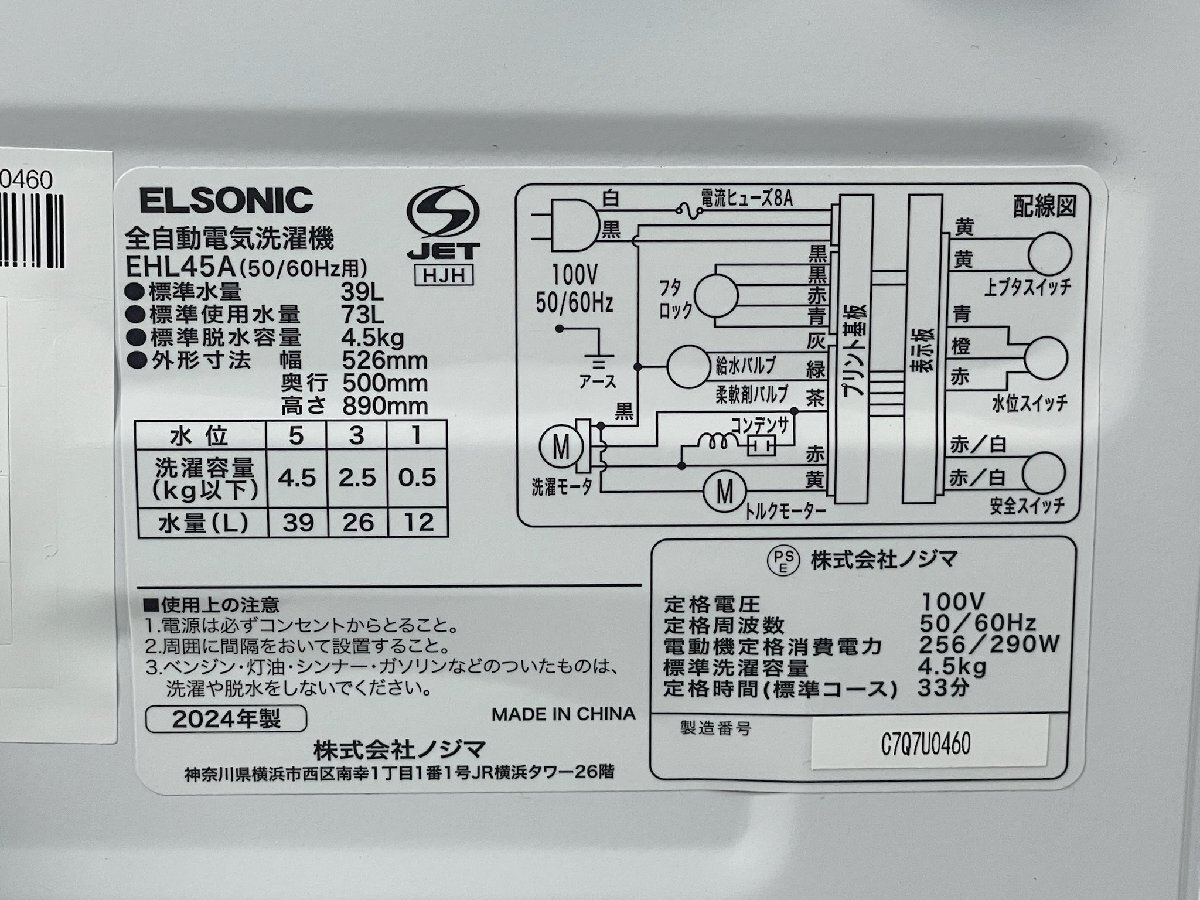 0460
ELSONIC
全自動電気洗濯機
EHL45A(50/60Hz用)
JET
HJH
●標準水量 39L
●標準使用水量 73L
●標準脱水容量 4.5kg
●外形寸法 幅 526mm
奥行 500mm
高さ 890mm
水位 5 3 1
洗濯容量(kg以下) 4.5 2.5 0.5
水量(L) 39 26 12
配線図
白
電流ヒューズ8A
黒
100V
50/60Hz
アース
フタ
ロック
黒
黒
赤
青
灰
給水バルブ
緑
柔軟剤バルブ
茶
黒
コンデンサ
M
洗濯モータ
赤
黄
M
トルクモーター
プリント基板
表示板
黄
黄
上ブタスイッチ
青
橙
赤
水位スイッチ
赤/白
赤/白
安全スイッチ
■使用上の注意
1.電源は必ずコンセントからとること。
2.周囲に間隔をおいて設置すること。
3.ベンジン・灯油・シンナー・ガソリンなどのついたものは、
洗濯や脱水をしないでください。
2024年製
MADE IN CHINA
株式会社ノジマ
神奈川県横浜市西区南幸1丁目1番1号JR横浜タワー26階
PSE 株式会社ノジマ
定格電圧 100V
定格周波数 50/60Hz
電動機定格消費電力 256/290W
標準洗濯容量 4.5kg
定格時間(標準コース) 33分
製造番号 C7Q7U0460